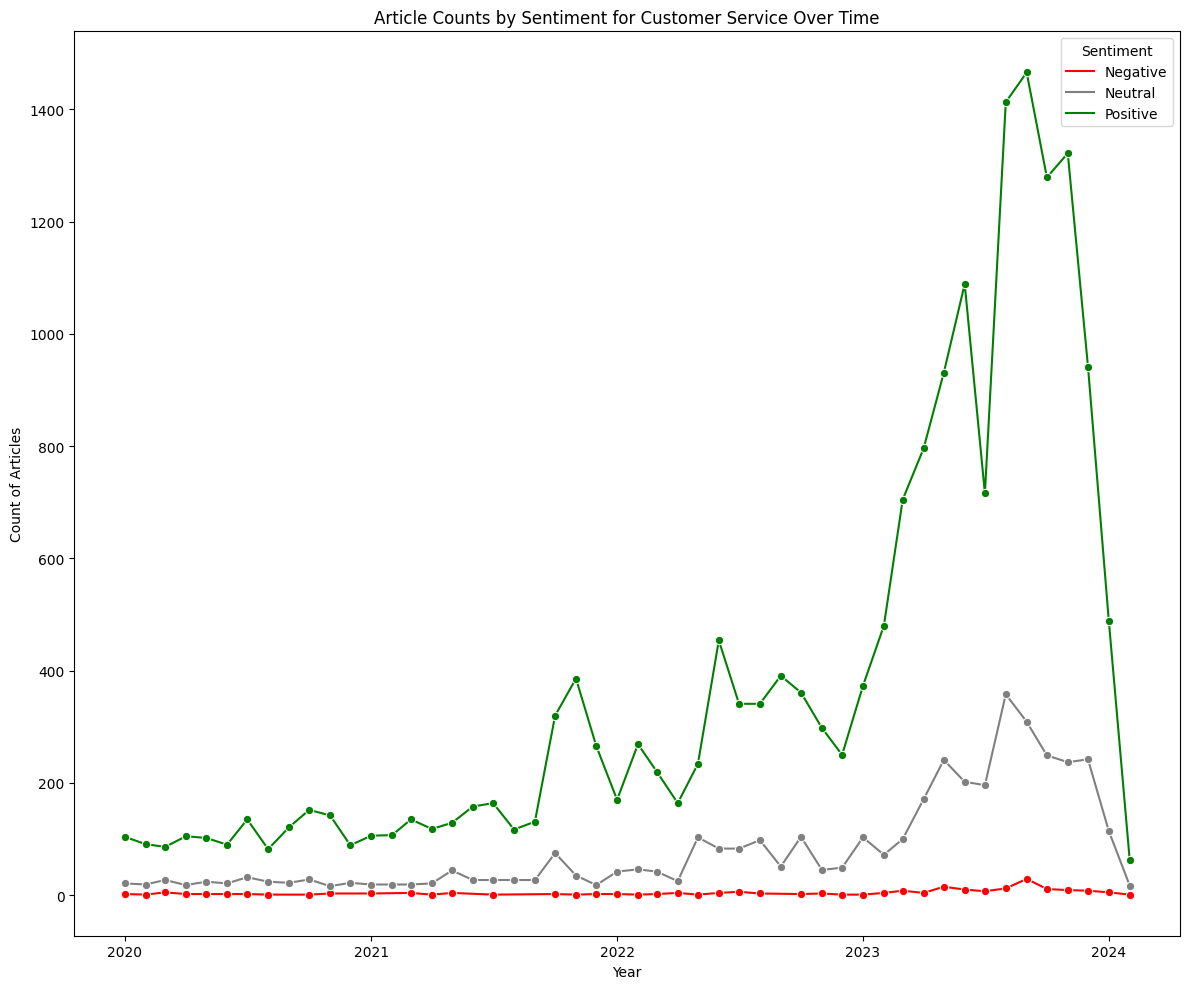 Article Counts by Sentiment for Customer Service Over Time
Sentiment
Negative
Neutral
Positive
Count of Articles
1400
1200
1000
800
600
400
200
0
2020
2021
2022
2023
2024
Year